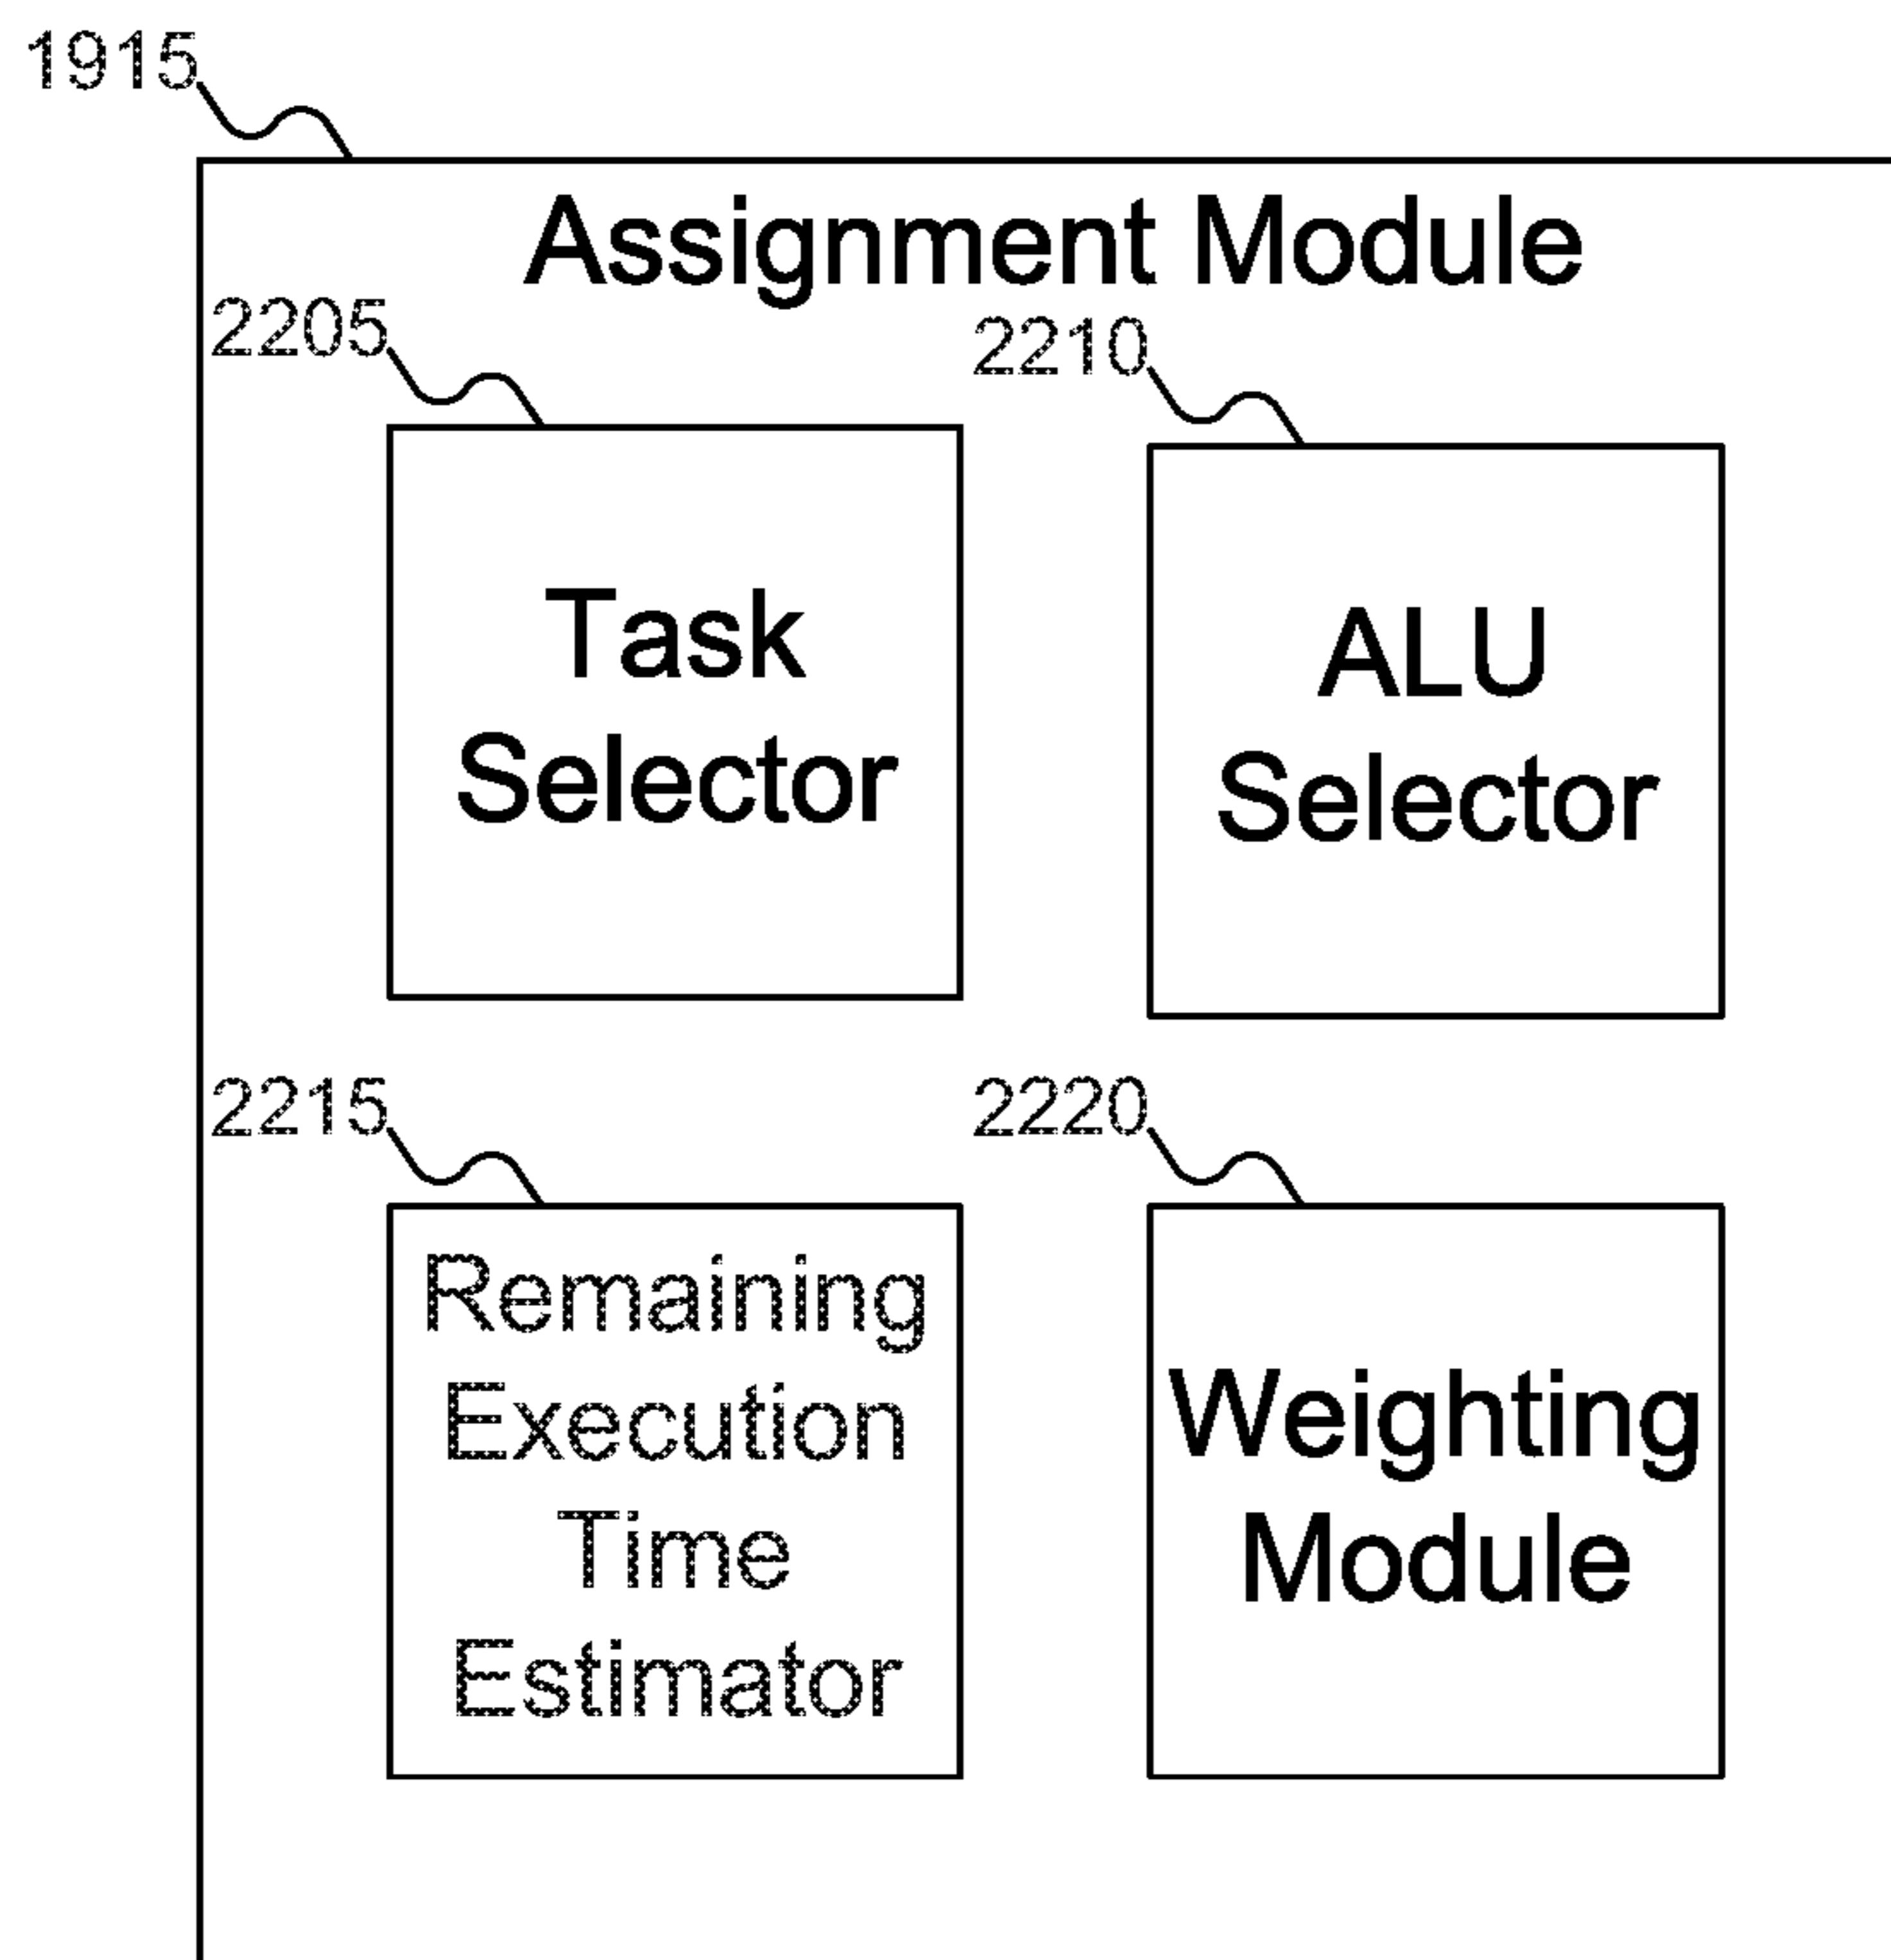 1915
Assignment Module
2205
2210
Task
Selector
ALU
Selector
2215
2220
Remaining
Execution
Time
Estimator
Weighting
Module